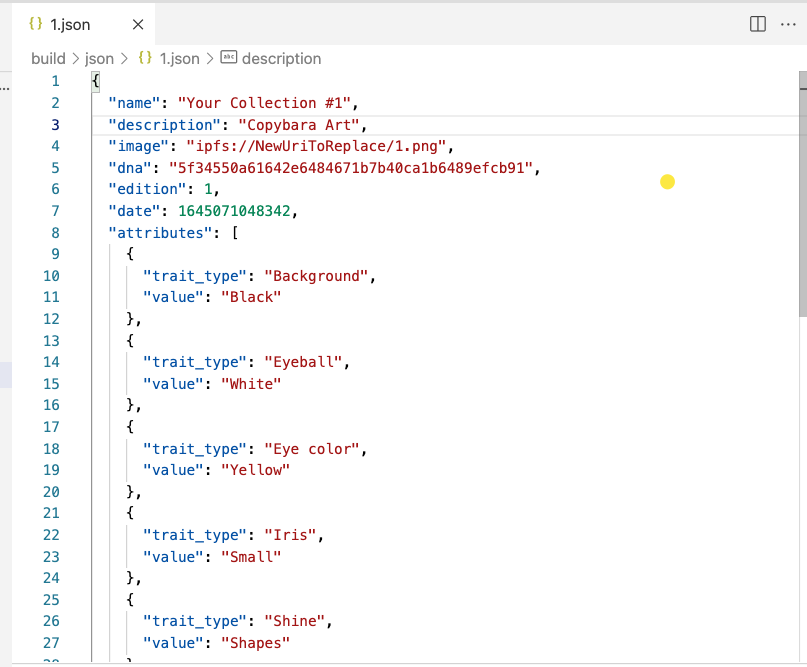 {} 1.json ×
build > json > {} 1.json > abc description
1 {
2 "name": "Your Collection #1",
3 "description": "Copybara Art",
4 "image": "ipfs://NewUriToReplace/1.png",
5 "dna": "5f34550a61642e6484671b7b40ca1b6489efcb91",
6 "edition": 1,
7 "date": 1645071048342,
8 "attributes": [
9 {
10 "trait_type": "Background",
11 "value": "Black"
12 },
13 {
14 "trait_type": "Eyeball",
15 "value": "White"
16 },
17 {
18 "trait_type": "Eye color",
19 "value": "Yellow"
20 },
21 {
22 "trait_type": "Iris",
23 "value": "Small"
24 },
25 {
26 "trait_type": "Shine",
27 "value": "Shapes"